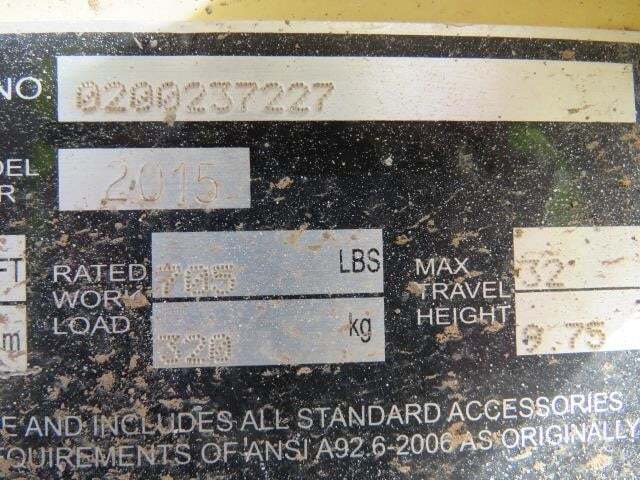 NO 0200237227
DEL 2015
R
FT RATED 705 LBS MAX 32
WORK TRAVEL
m LOAD 320 kg HEIGHT 9.75
E AND INCLUDES ALL STANDARD ACCESSORIES
EQUIREMENTS OF ANSI A92.6-2006 AS ORIGINALLY